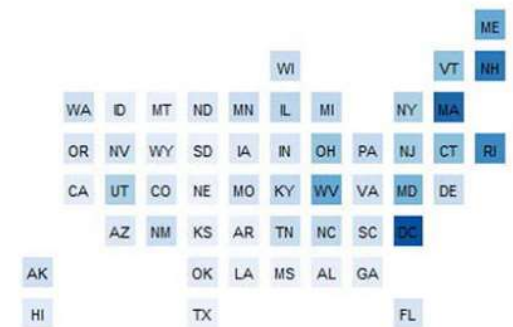 ME
WI VT NH
WA ID MT ND MN IL MI NY MA
OR NV WY SD IA IN OH PA NJ CT RI
CA UT CO NE MO KY WV VA MD DE
AZ NM KS AR TN NC SC DC
AK OK LA MS AL GA
HI TX FL